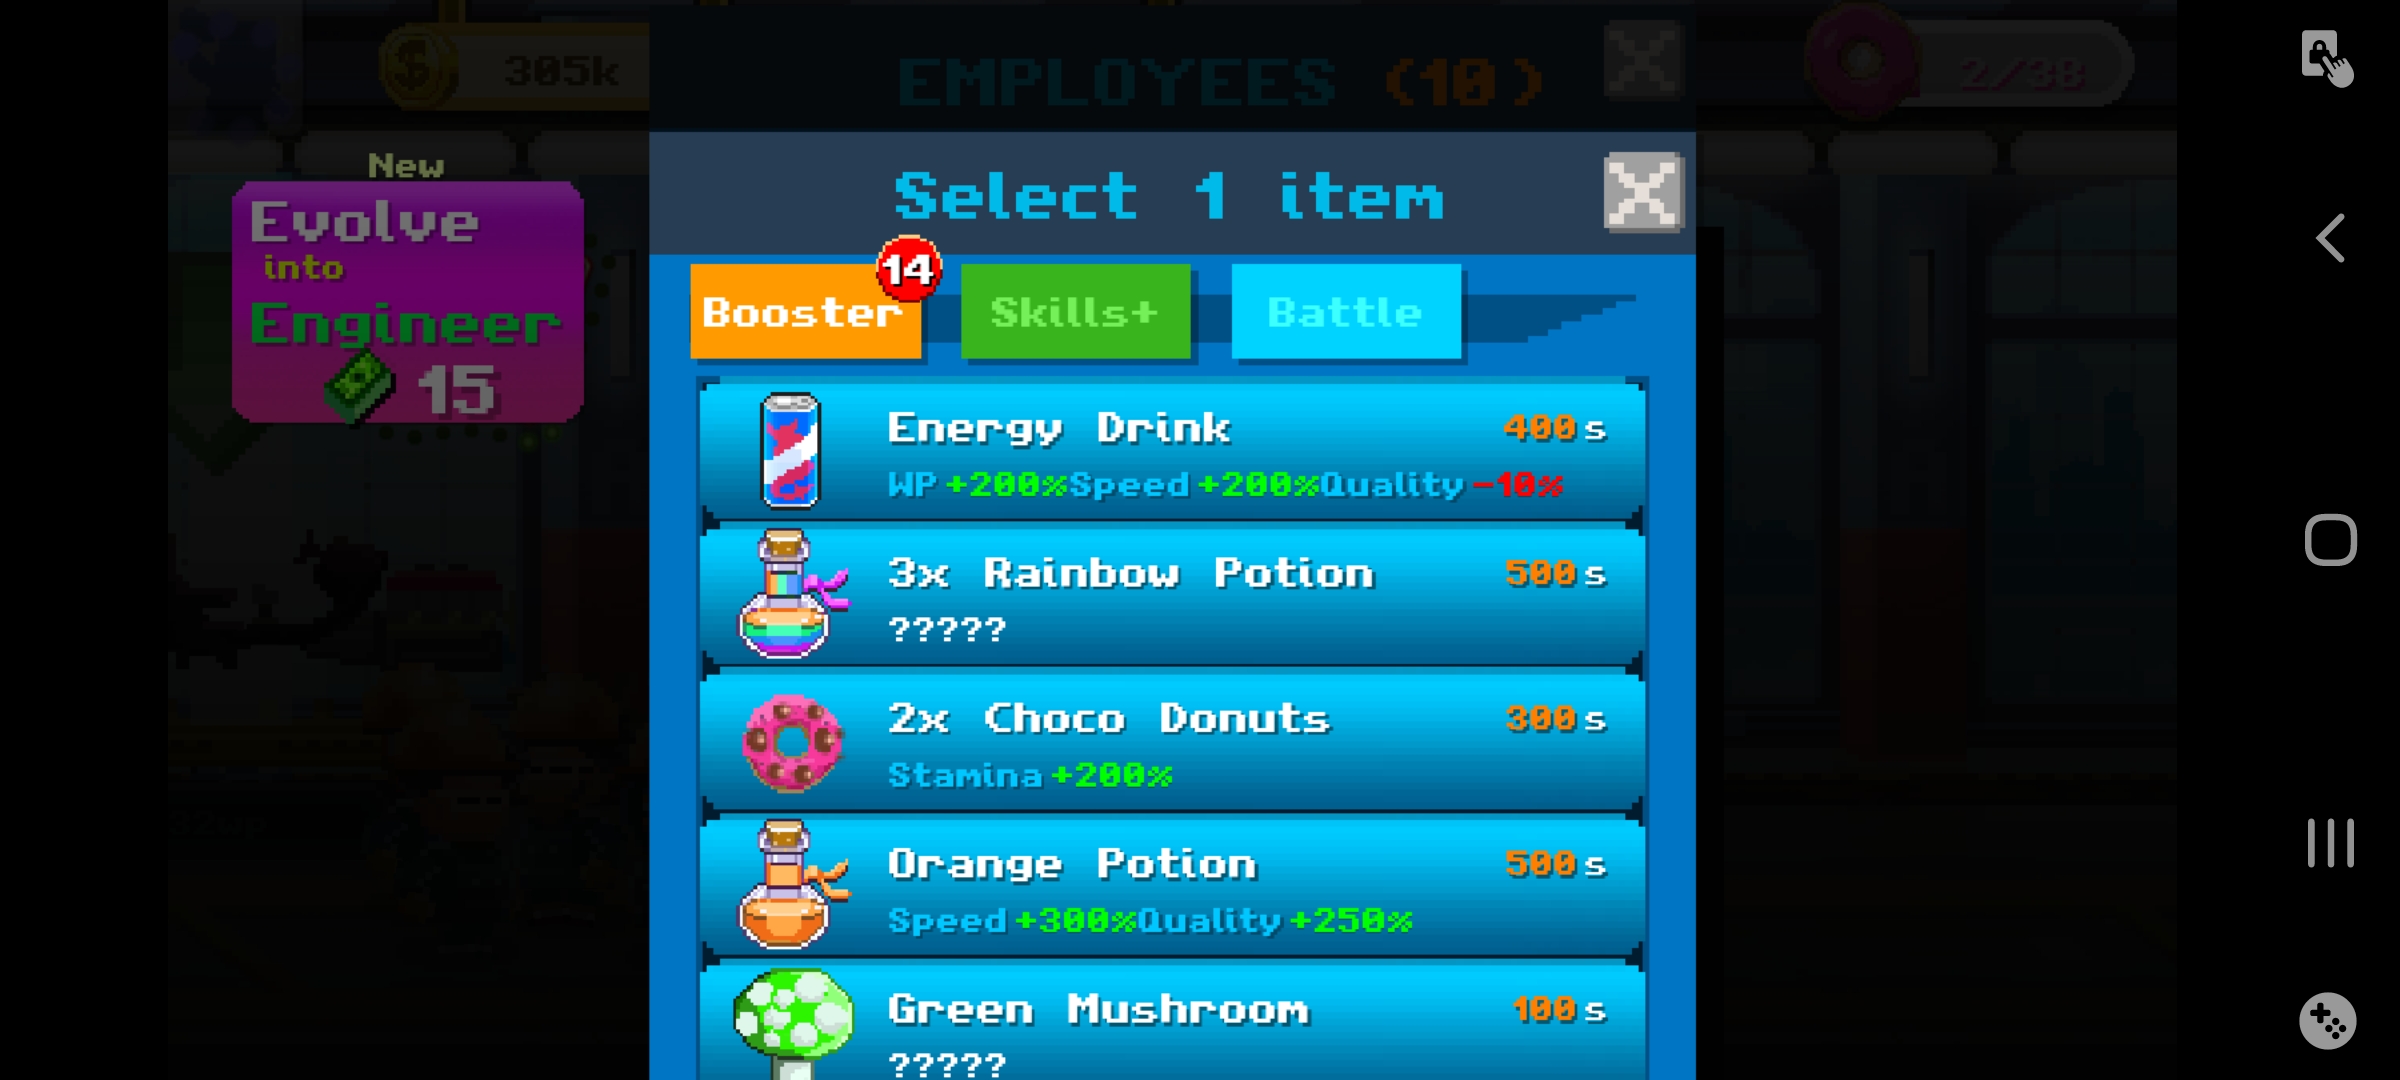 305k
EMPLOYEES (10)
2/38
New
Evolve
into
Engineer
15
Select 1 item
14
Booster
Skills+
Battle
Energy Drink
400s
WP +200%Speed +200%Quality -10%
3x Rainbow Potion
500s
?????
2x Choco Donuts
300s
Stamina +200%
Orange Potion
500s
Speed +300%Quality +250%
Green Mushroom
100s
?????
32wp